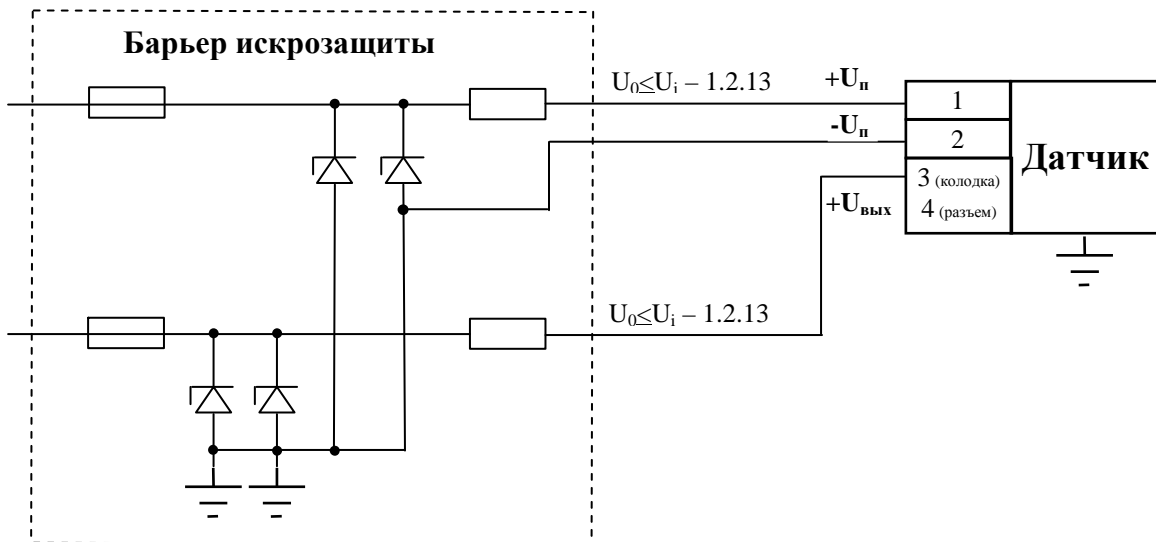 Барьер искрозащиты
U₀≤Uᵢ – 1.2.13
+Uп
1
-Uп
2
Датчик
3 (колодка)
+Uвых
4 (разъем)
U₀≤Uᵢ – 1.2.13